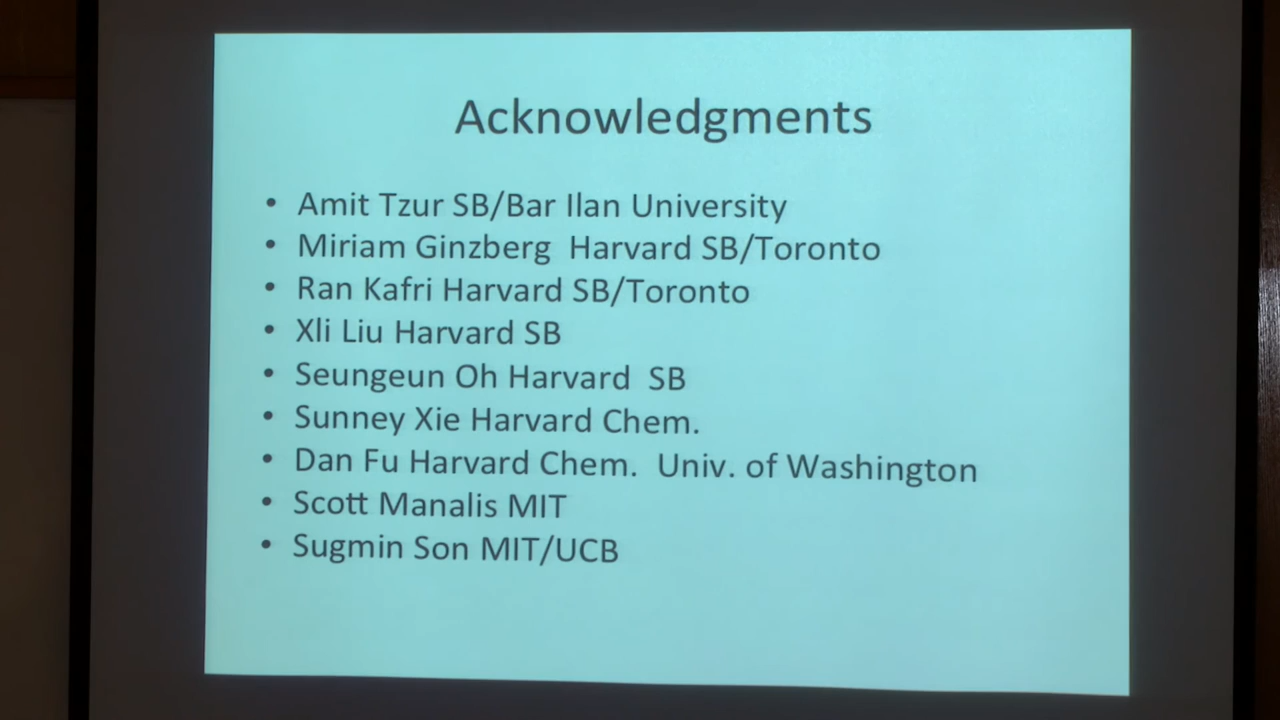 Acknowledgments
• Amit Tzur SB/Bar Ilan University
• Miriam Ginzberg  Harvard SB/Toronto
• Ran Kafri Harvard SB/Toronto
• Xli Liu Harvard SB
• Seungeun Oh Harvard  SB
• Sunney Xie Harvard Chem.
• Dan Fu Harvard Chem.  Univ. of Washington
• Scott Manalis MIT
• Sugmin Son MIT/UCB